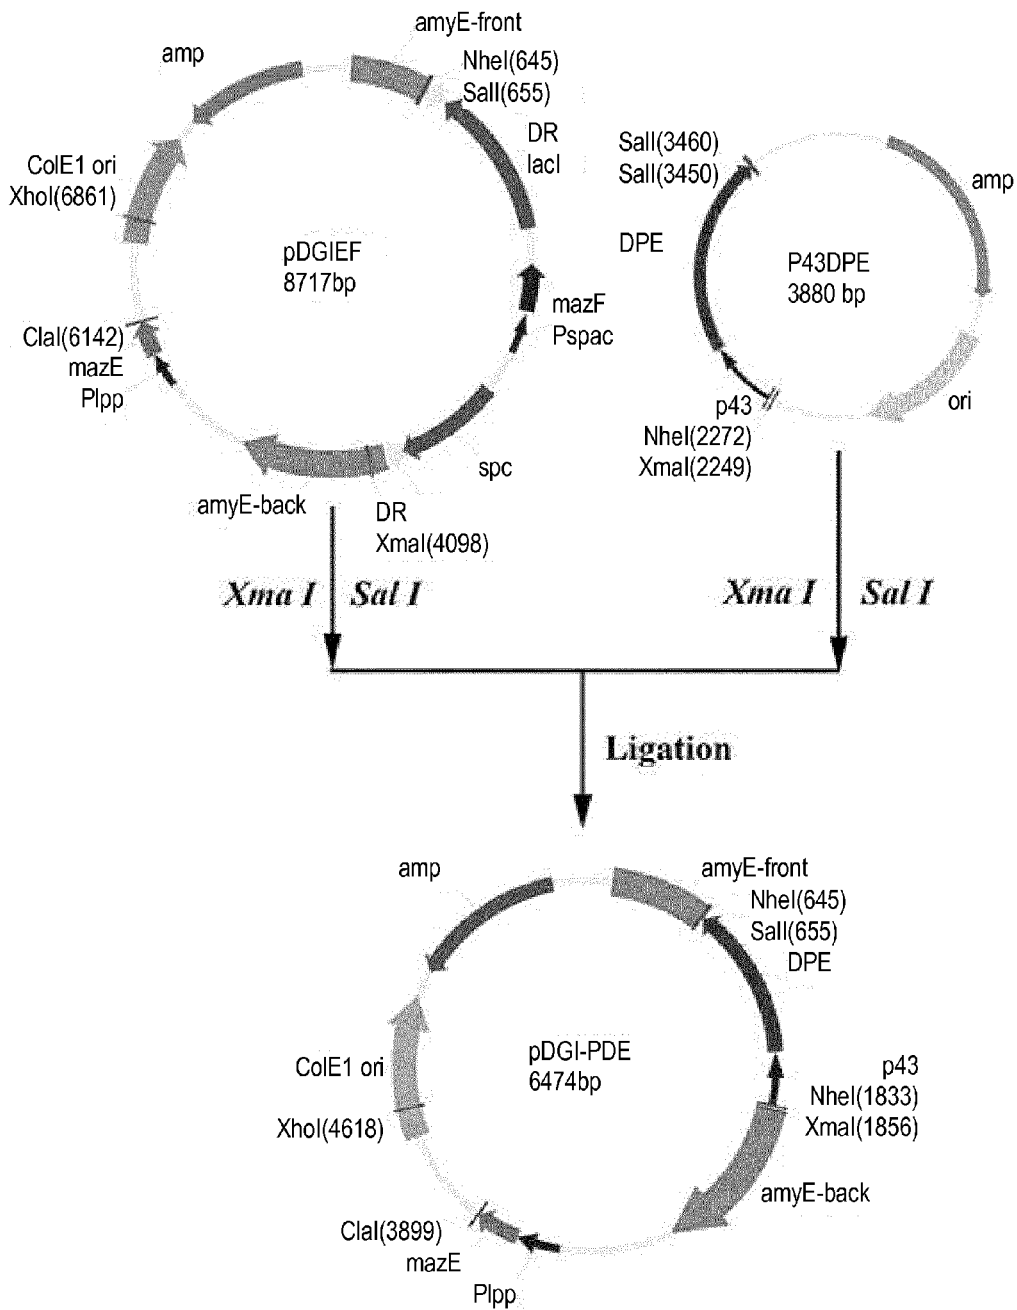 amyE-front
amp
NheI(645)
SalI(655)
DR
lacI
ColE1 ori
XhoI(6861)
pDGIEF
8717bp
mazF
Pspac
ClaI(6142)
mazE
Plpp
spc
amyE-back
DR
XmaI(4098)
SalI(3460)
SalI(3450)
amp
DPE
P43DPE
3880 bp
ori
p43
NheI(2272)
XmaI(2249)
Xma I
Sal I
Xma I
Sal I
Ligation
amyE-front
amp
NheI(645)
SalI(655)
DPE
ColE1 ori
pDGI-PDE
6474bp
p43
NheI(1833)
XmaI(1856)
XhoI(4618)
amyE-back
ClaI(3899)
mazE
Plpp